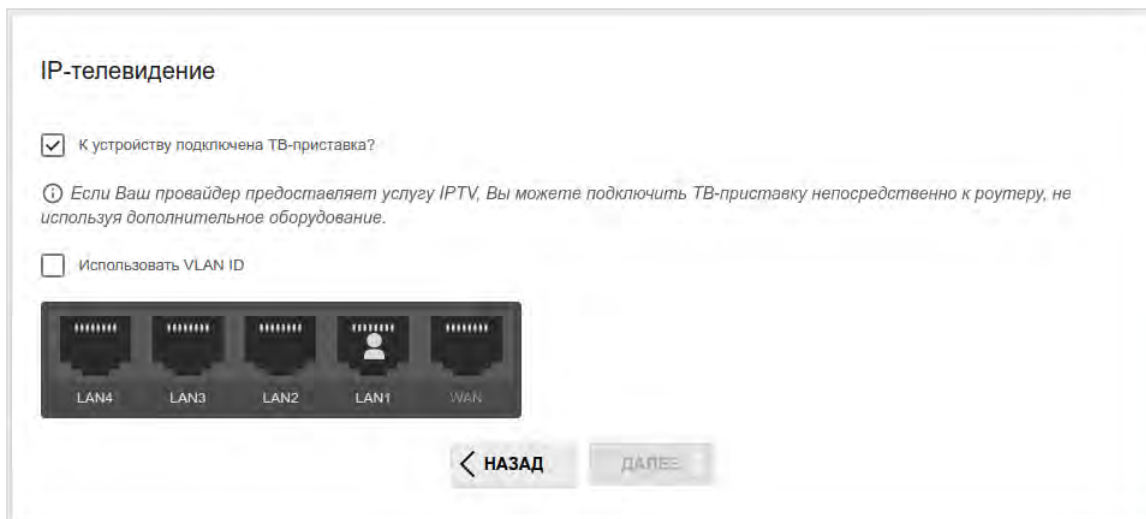 IP-телевидение
К устройству подключена ТВ-приставка?
Если Ваш провайдер предоставляет услугу IPTV, Вы можете подключить ТВ-приставку непосредственно к роутеру, не
используя дополнительное оборудование.
Использовать VLAN ID
LAN4 LAN3 LAN2 LAN1 WAN
НАЗАД ДАЛЕЕ